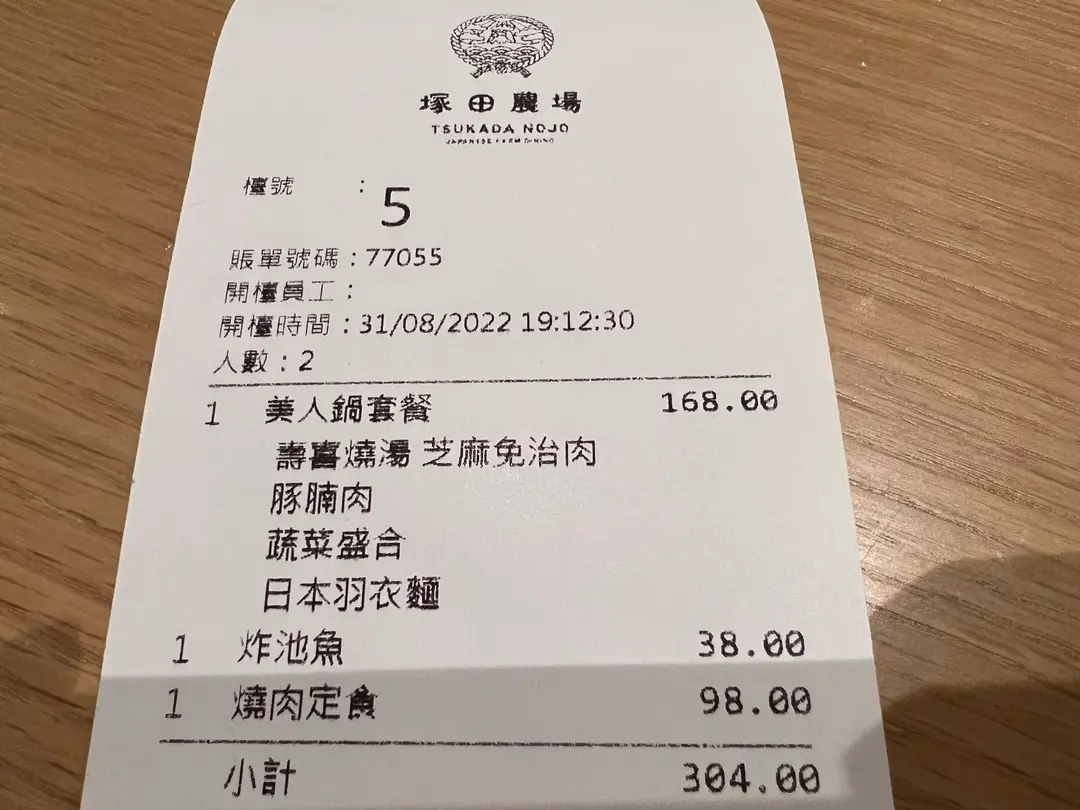 塚田農場
TSUKADA NOJO
JAPANESE FARM DINING
檯號 : 5
賬單號碼 : 77055
開檯員工 :
開檯時間 : 31/08/2022 19:12:30
人數 : 2
1 美人鍋套餐 168.00
壽喜燒湯 芝麻免治肉
豚腩肉
蔬菜盛合
日本羽衣麵
1 炸池魚 38.00
1 燒肉定食 98.00
小計 304.00